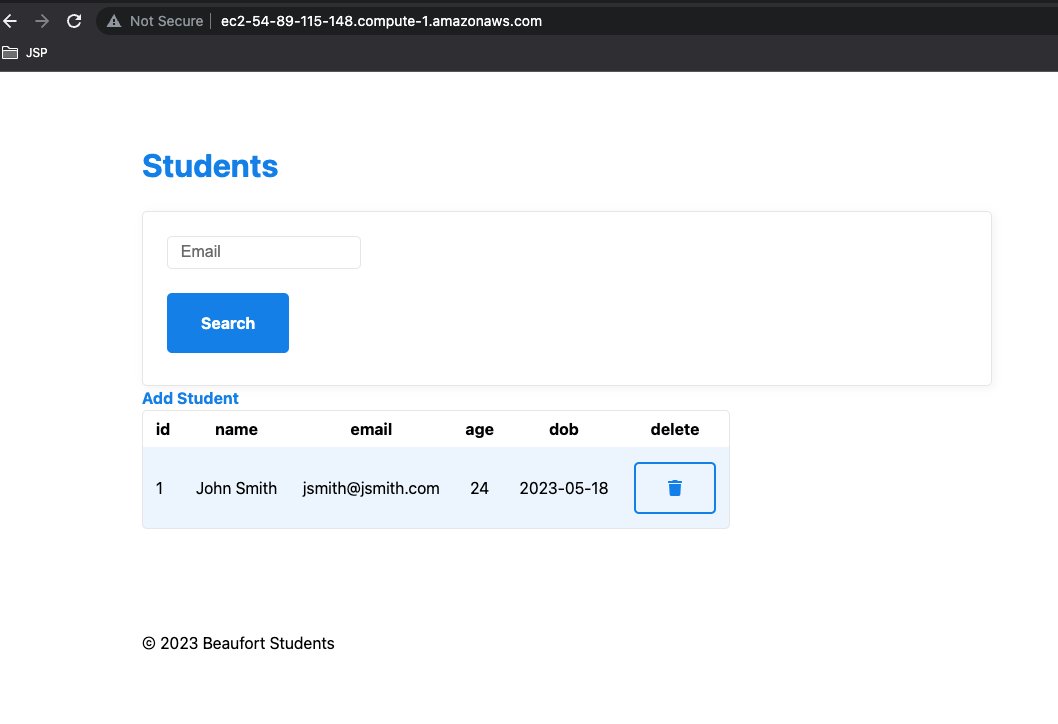 Not Secure | ec2-54-89-115-148.compute-1.amazonaws.com
JSP
Students
Email
Search
Add Student
id name email age dob delete
1 John Smith jsmith@jsmith.com 24 2023-05-18
© 2023 Beaufort Students